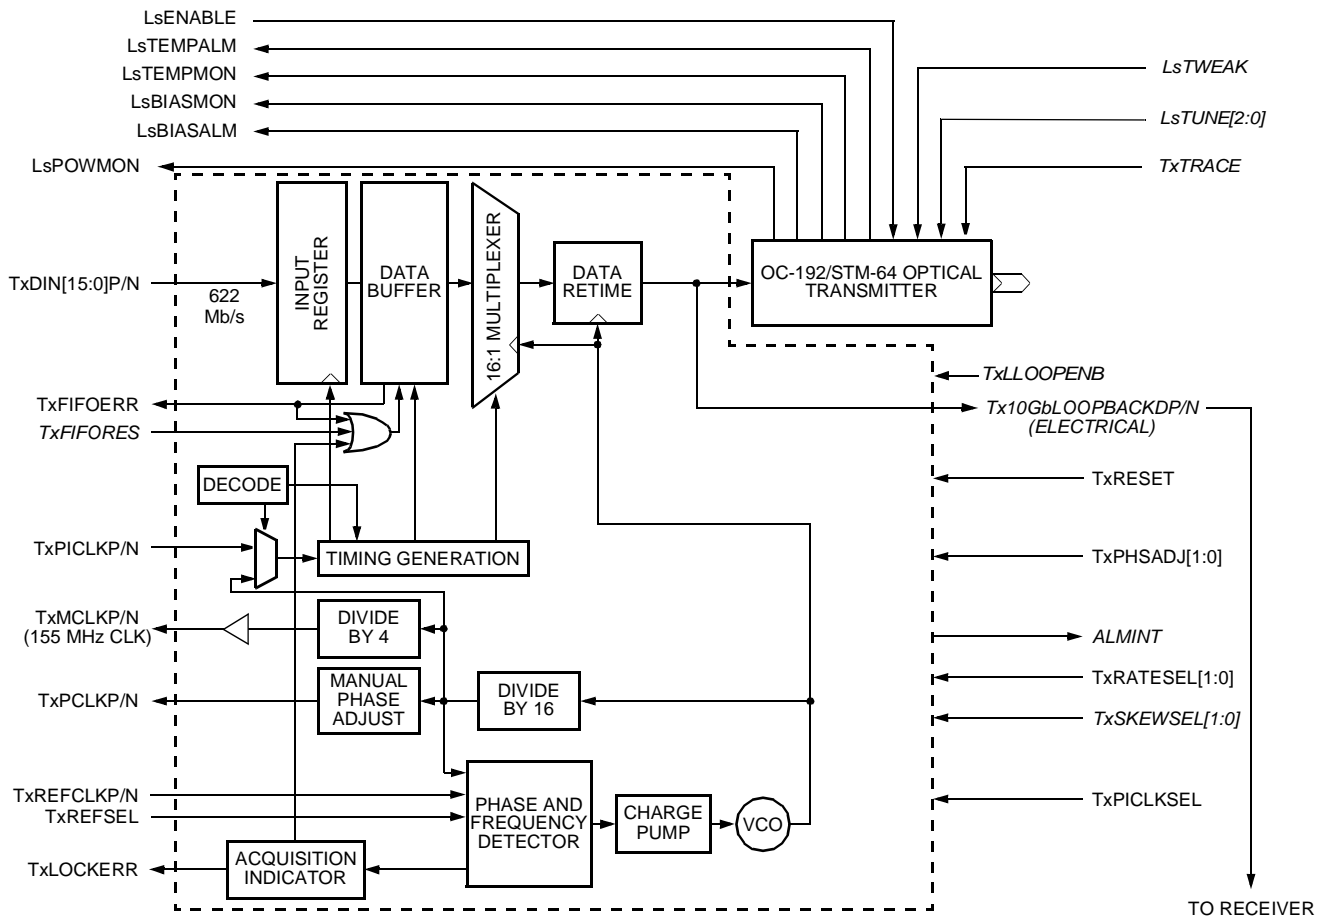 LsENABLE
LsTEMPALM
LsTEMPMON
LsBIASMON
LsBIASALM
LsPOWMON
LsTWEAK
LsTUNE[2:0]
TxTRACE
TxDIN[15:0]P/N
622
Mb/s
INPUT
REGISTER
DATA
BUFFER
16:1 MULTIPLEXER
DATA
RETIME
OC-192/STM-64 OPTICAL
TRANSMITTER
TxLLOOPENB
TxFIFOERR
TxFIFORES
Tx10GbLOOPBACKDP/N
(ELECTRICAL)
DECODE
TxRESET
TxPICLKP/N
TIMING GENERATION
TxPHSADJ[1:0]
TxMCLKP/N
(155 MHz CLK)
DIVIDE
BY 4
ALMINT
TxPCLKP/N
MANUAL
PHASE
ADJUST
DIVIDE
BY 16
TxRATESEL[1:0]
TxSKEWSEL[1:0]
TxREFCLKP/N
TxREFSEL
PHASE AND
FREQUENCY
DETECTOR
CHARGE
PUMP
VCO
TxPICLKSEL
TxLOCKERR
ACQUISITION
INDICATOR
TO RECEIVER